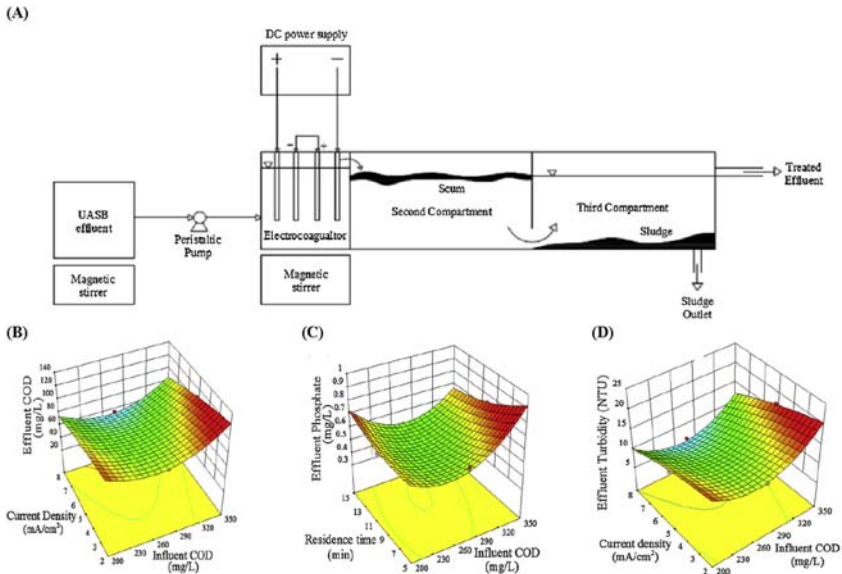 (A)
DC power supply
+
−
−
+
UASB
effluent
Peristaltic
Pump
Electrocoagualtor
Magnetic
stirrer
Magnetic
stirrer
Scum
Second Compartment
Third Compartment
Sludge
Treated
Effluent
Sludge
Outlet
(B)
Effluent COD
(mg/L)
140
120
100
80
60
40
20
8
7
6
5
4
3
2
Current Density
(mA/cm²)
200
230
260
290
320
350
Influent COD
(mg/L)
(C)
Effluent Phosphate
(mg/L)
1
0.9
0.8
0.7
0.6
0.5
0.4
0.3
15
13
11
9
7
5
Residence time
(min)
200
230
260
290
320
350
Influent COD
(mg/L)
(D)
Effluent Turbidity (NTU)
25
20
15
10
5
8
7
6
5
4
3
2
Current density
(mA/cm²)
200
230
260
290
320
350
Influent COD
(mg/L)